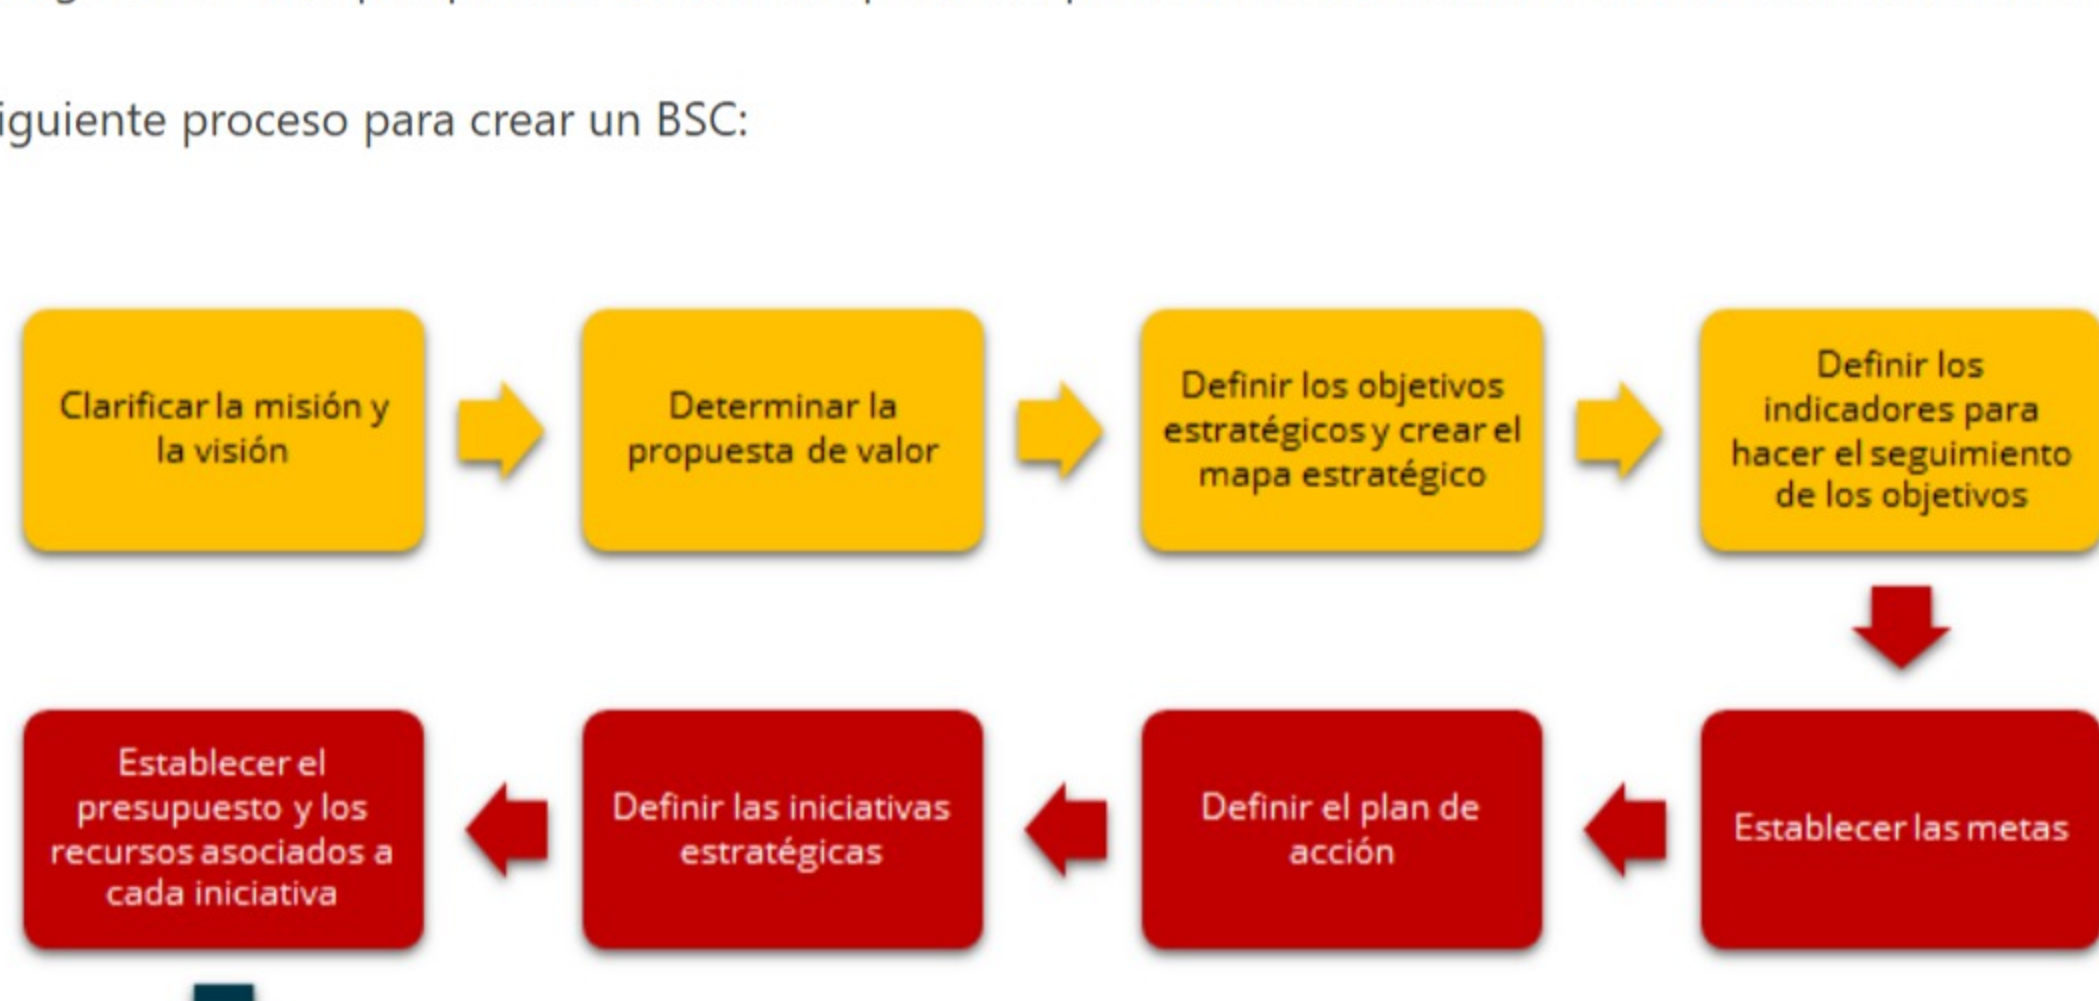 iguiente proceso para crear un BSC:
Clarificar la misión y
la visión
Determinar la
propuesta de valor
Definir los objetivos
estratégicos y crear el
mapa estratégico
Definir los
indicadores para
hacer el seguimiento
de los objetivos
Establecer las metas
Definir el plan de
acción
Definir las iniciativas
estratégicas
Establecer el
presupuesto y los
recursos asociados a
cada iniciativa